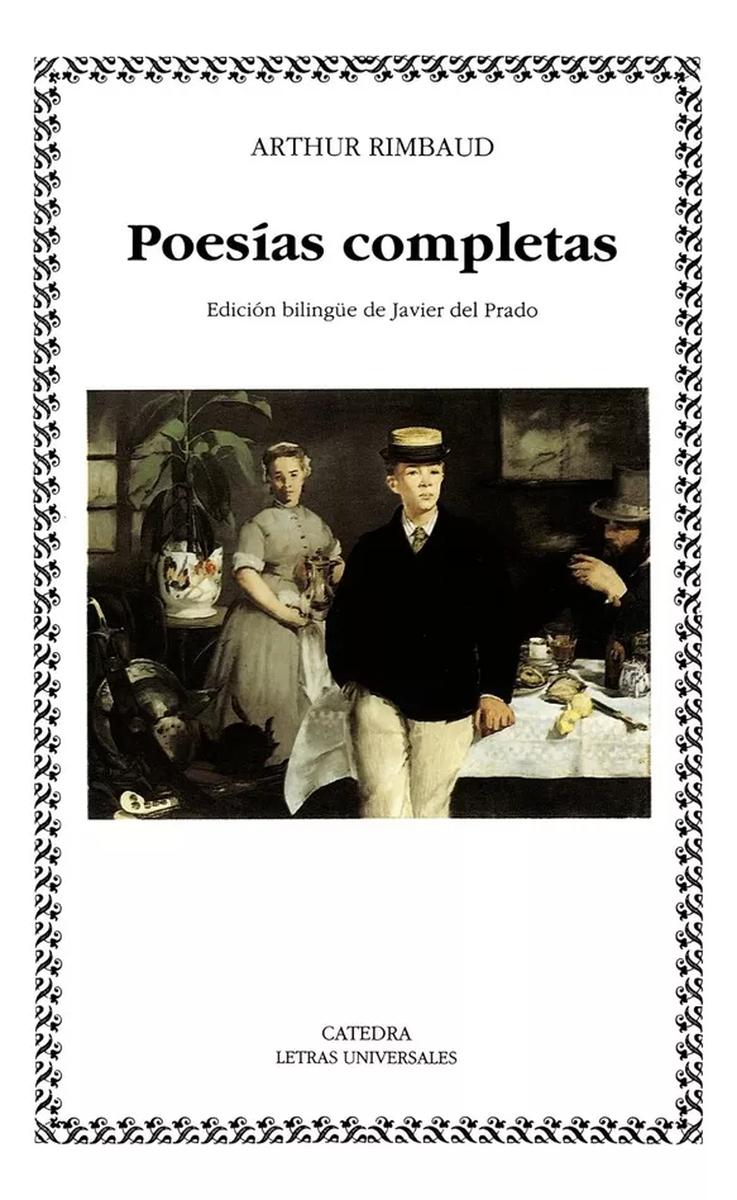 ARTHUR RIMBAUD
Poesías completas
Edición bilingüe de Javier del Prado
CATEDRA
LETRAS UNIVERSALES